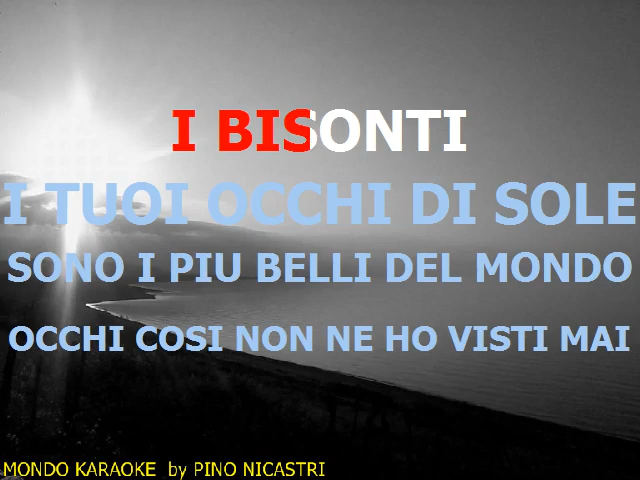 I BISONTI
I TUOI OCCHI DI SOLE
SONO I PIU BELLI DEL MONDO
OCCHI COSI NON NE HO VISTI MAI
MONDO KARAOKE by PINO NICASTRI